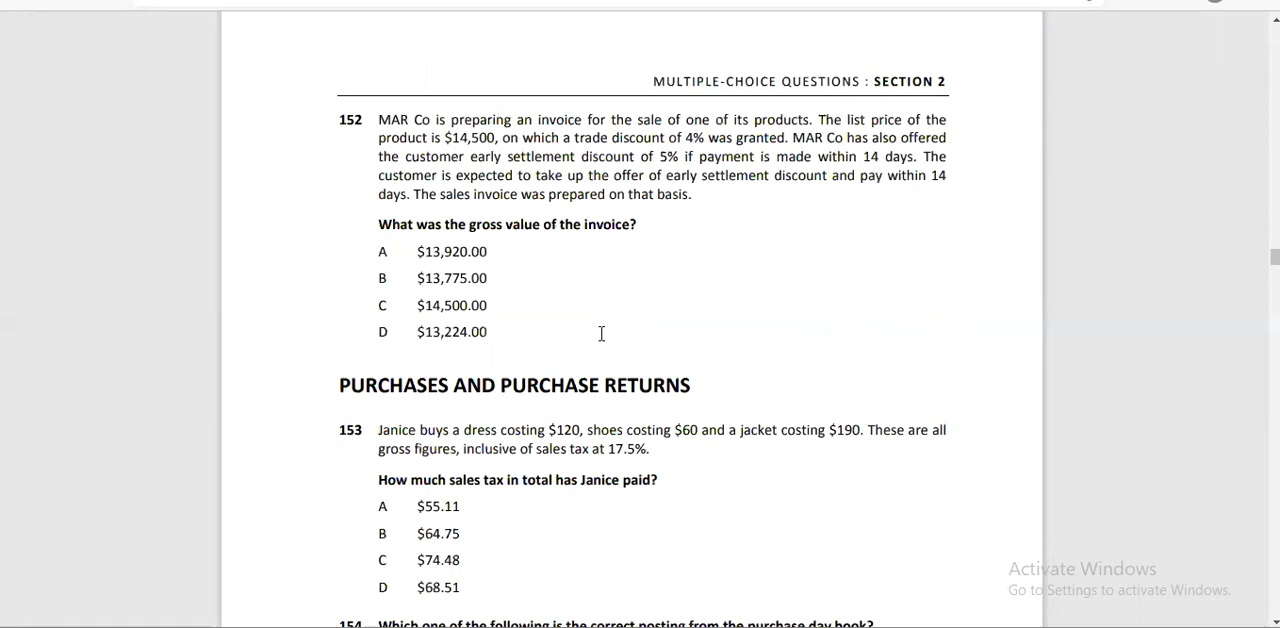 MULTIPLE-CHOICE QUESTIONS : SECTION 2
152 MAR Co is preparing an invoice for the sale of one of its products. The list price of the
product is $14,500, on which a trade discount of 4% was granted. MAR Co has also offered
the customer early settlement discount of 5% if payment is made within 14 days. The
customer is expected to take up the offer of early settlement discount and pay within 14
days. The sales invoice was prepared on that basis.
What was the gross value of the invoice?
A $13,920.00
B $13,775.00
C $14,500.00
D $13,224.00
PURCHASES AND PURCHASE RETURNS
153 Janice buys a dress costing $120, shoes costing $60 and a jacket costing $190. These are all
gross figures, inclusive of sales tax at 17.5%.
How much sales tax in total has Janice paid?
A $55.11
B $64.75
C $74.48
D $68.51
Activate Windows
Go to Settings to activate Windows.
154 Which one of the following is the correct posting from the purchase day book?